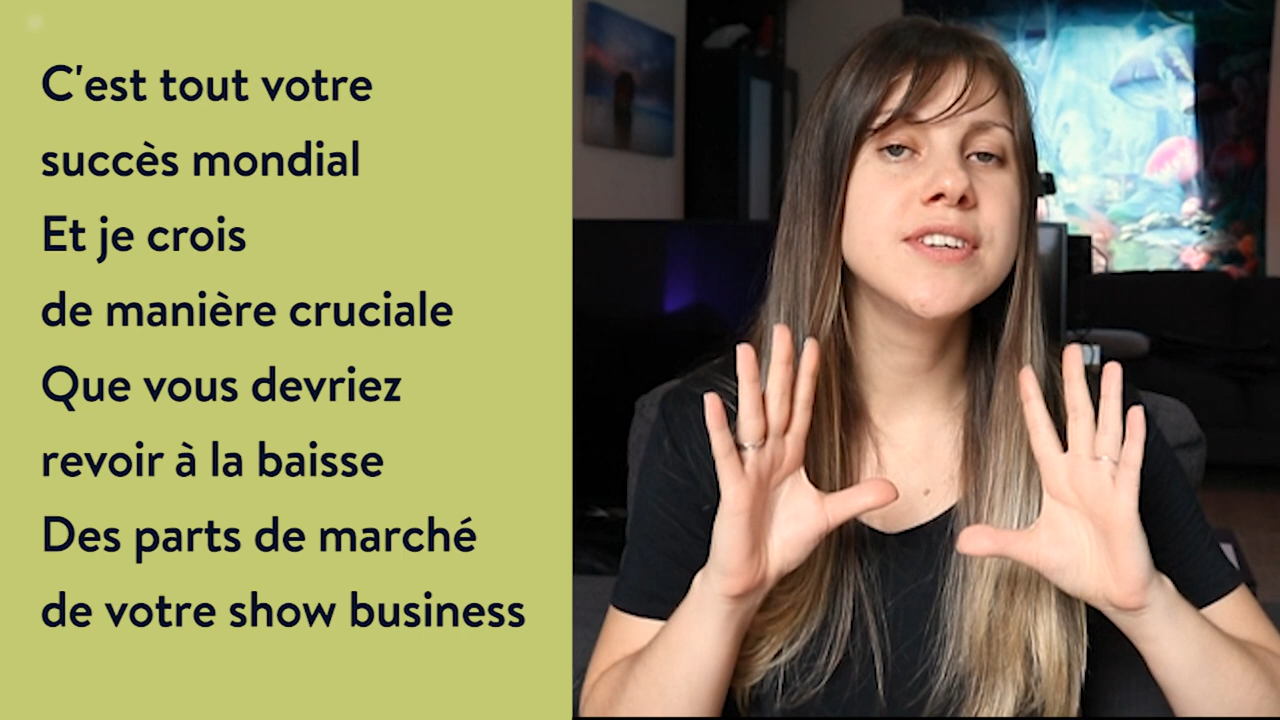 C'est tout votre
succès mondial
Et je crois
de manière cruciale
Que vous devriez
revoir à la baisse
Des parts de marché
de votre show business